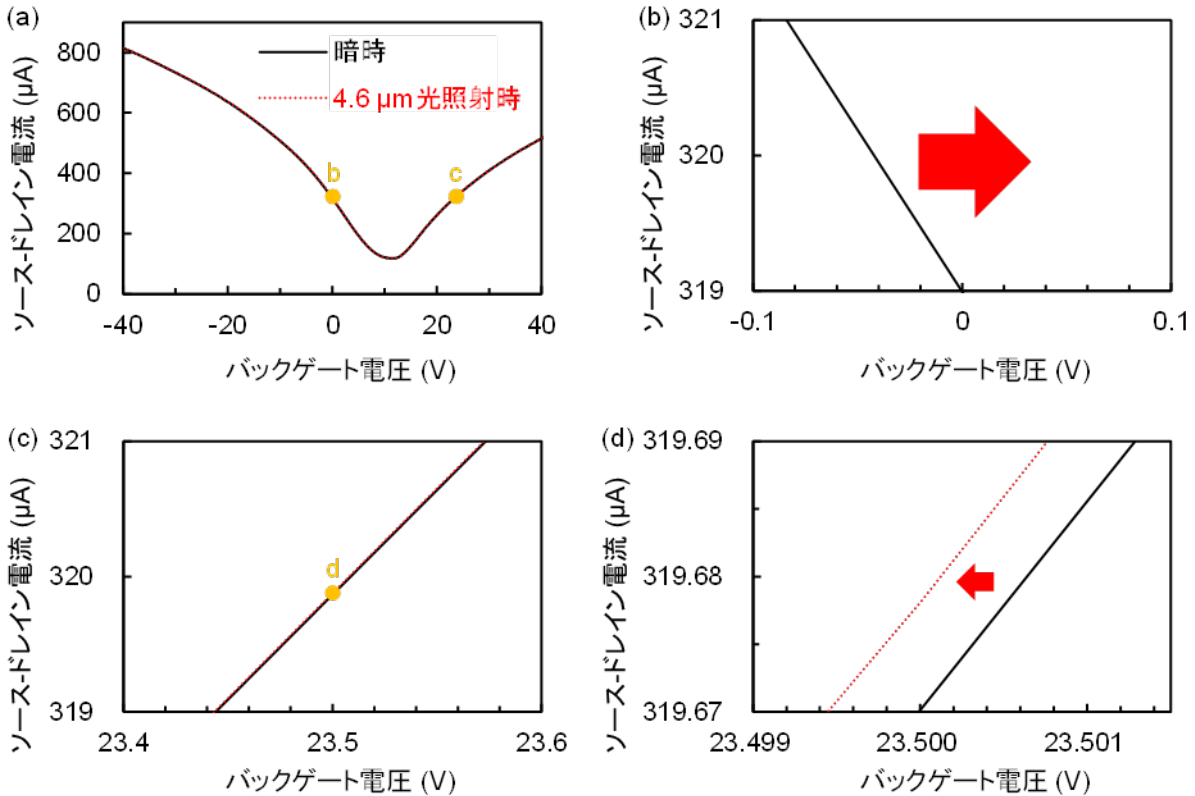 (a)
ソース-ドレイン電流 (µA)
800
600
400
200
0
-40
-20
0
20
40
バックゲート電圧 (V)
暗時
4.6 µm光照射時
b
c
(b)
ソース-ドレイン電流 (µA)
321
320
319
-0.1
0
0.1
バックゲート電圧 (V)
(c)
ソース-ドレイン電流 (µA)
321
320
319
23.4
23.5
23.6
バックゲート電圧 (V)
d
(d)
ソース-ドレイン電流 (µA)
319.69
319.68
319.67
23.499
23.500
23.501
バックゲート電圧 (V)